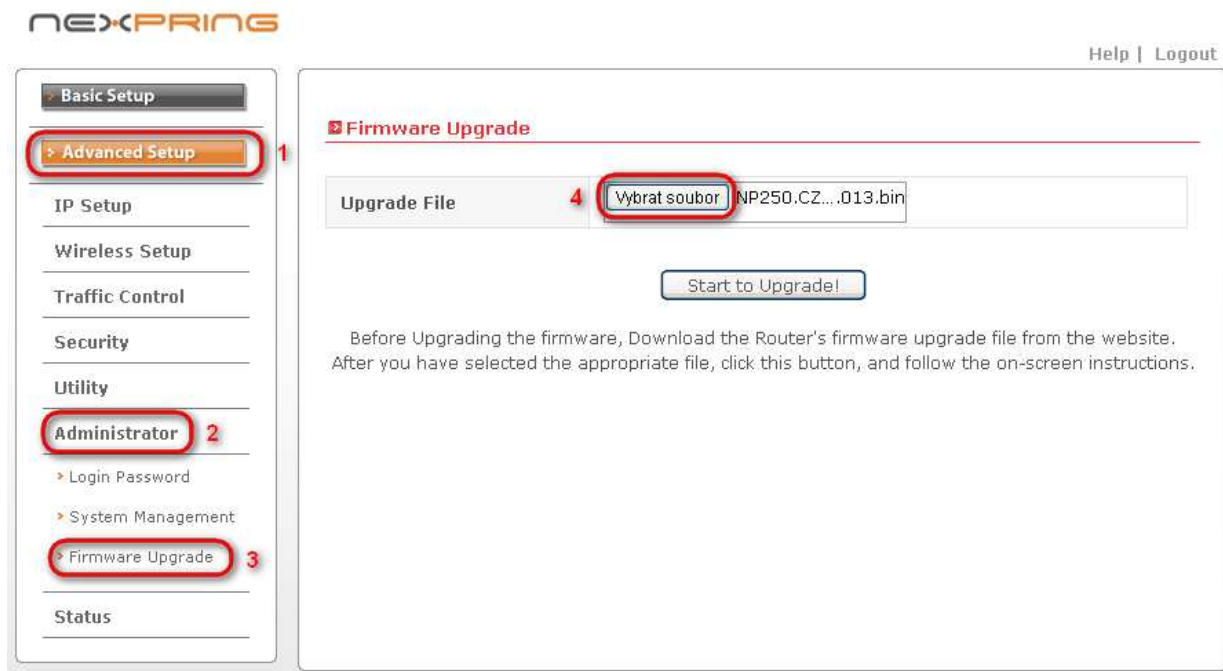 NEXPRING
Help | Logout
Basic Setup
Advanced Setup 1
IP Setup
Wireless Setup
Traffic Control
Security
Utility
Administrator 2
Login Password
System Management
Firmware Upgrade 3
Status
Firmware Upgrade
Upgrade File 4 Vybrat soubor NP250.CZ....013.bin
Start to Upgrade!
Before Upgrading the firmware, Download the Router's firmware upgrade file from the website.
After you have selected the appropriate file, click this button, and follow the on-screen instructions.